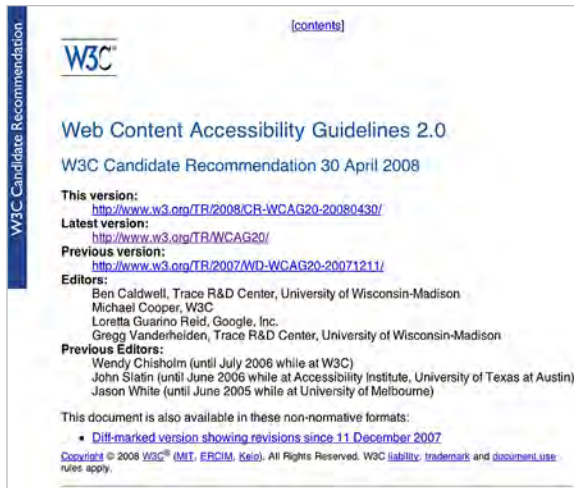 [contents]
W3C Candidate Recommendation
W3C®
Web Content Accessibility Guidelines 2.0
W3C Candidate Recommendation 30 April 2008
This version:
http://www.w3.org/TR/2008/CR-WCAG20-20080430/
Latest version:
http://www.w3.org/TR/WCAG20/
Previous version:
http://www.w3.org/TR/2007/WD-WCAG20-20071211/
Editors:
Ben Caldwell, Trace R&D Center, University of Wisconsin-Madison
Michael Cooper, W3C
Loretta Guarino Reid, Google, Inc.
Gregg Vanderheiden, Trace R&D Center, University of Wisconsin-Madison
Previous Editors:
Wendy Chisholm (until July 2006 while at W3C)
John Slatin (until June 2006 while at Accessibility Institute, University of Texas at Austin)
Jason White (until June 2005 while at University of Melbourne)
This document is also available in these non-normative formats:
• Diff-marked version showing revisions since 11 December 2007
Copyright © 2008 W3C® (MIT, ERCIM, Keio). All Rights Reserved. W3C liability, trademark and document use
rules apply.